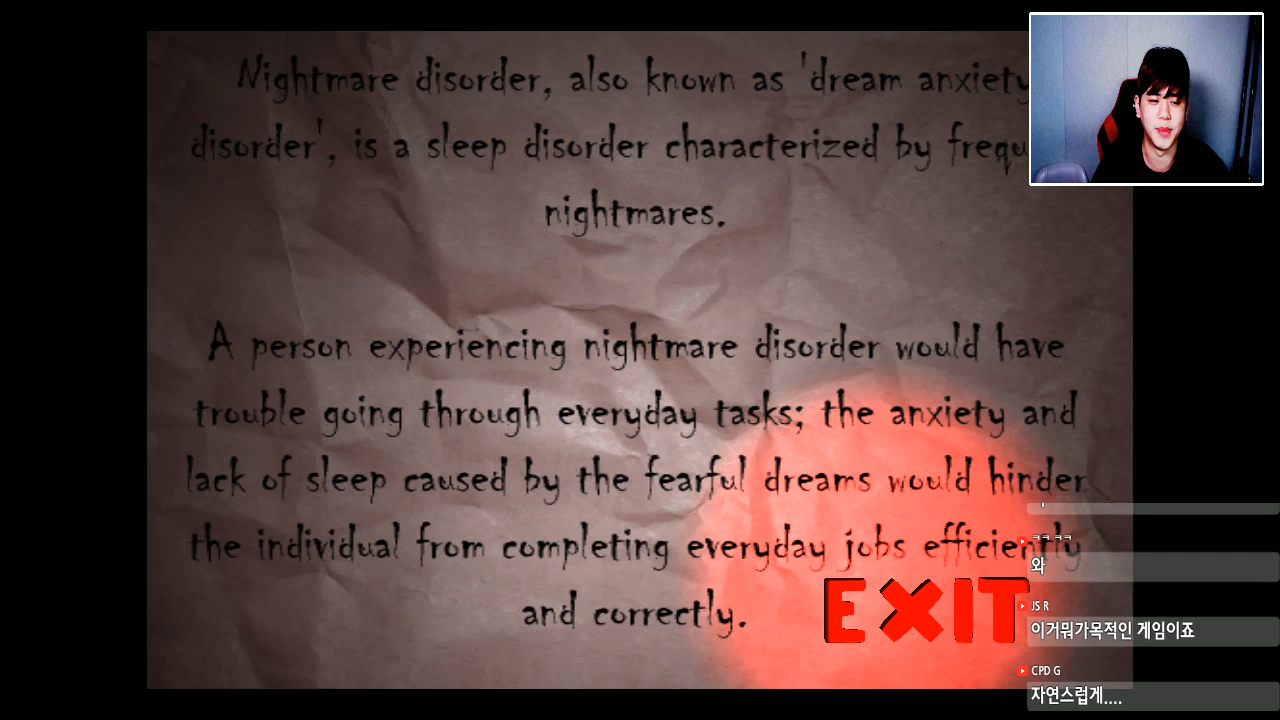 Nightmare disorder, also known as 'dream anxiety
disorder', is a sleep disorder characterized by
nightmares.
A person experiencing nightmare disorder would have
trouble going through everyday tasks; the anxiety and
lack of sleep caused by the fearful dreams would hinder
the individual from completing everyday jobs efficiently
and correctly.
EXIT
ㅋㅋㅋㅋ
와
JS R
이거뭐가목적인 게임이죠
CPD G
자연스럽게....